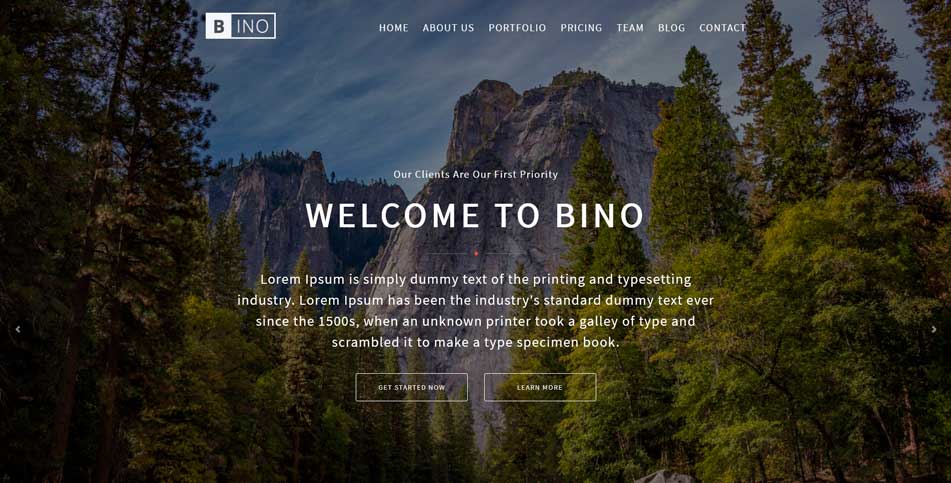 BINO
HOME ABOUT US PORTFOLIO PRICING TEAM BLOG CONTACT
Our Clients Are Our First Priority
WELCOME TO BINO
Lorem Ipsum is simply dummy text of the printing and typesetting
industry. Lorem Ipsum has been the industry's standard dummy text ever
since the 1500s, when an unknown printer took a galley of type and
scrambled it to make a type specimen book.
GET STARTED NOW LEARN MORE